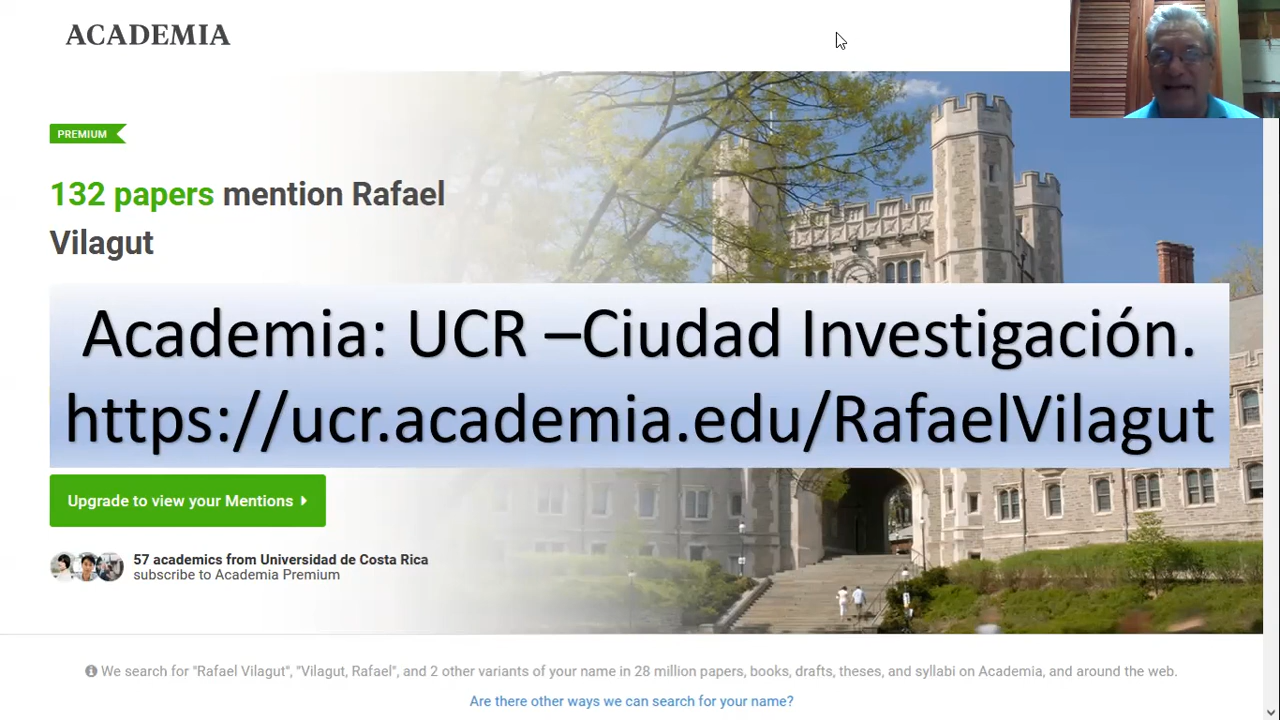 ACADEMIA
PREMIUM
132 papers mention Rafael
Vilagut
Academia: UCR –Ciudad Investigación.
https://ucr.academia.edu/RafaelVilagut
Upgrade to view your Mentions
57 academics from Universidad de Costa Rica
subscribe to Academia Premium
We search for "Rafael Vilagut", "Vilagut, Rafael", and 2 other variants of your name in 28 million papers, books, drafts, theses, and syllabi on Academia, and around the web.
Are there other ways we can search for your name?